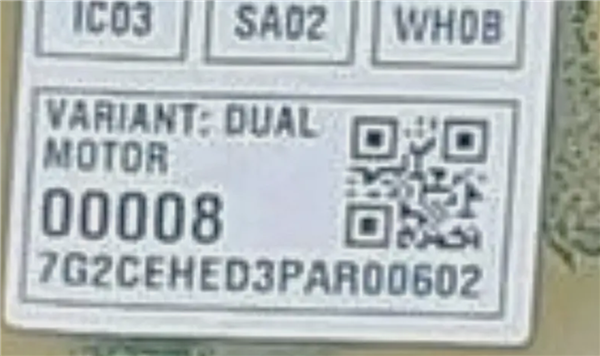 IC03 SA02 WH0B
VARIANT: DUAL
MOTOR
00008
7G2CEHED3PAR00602